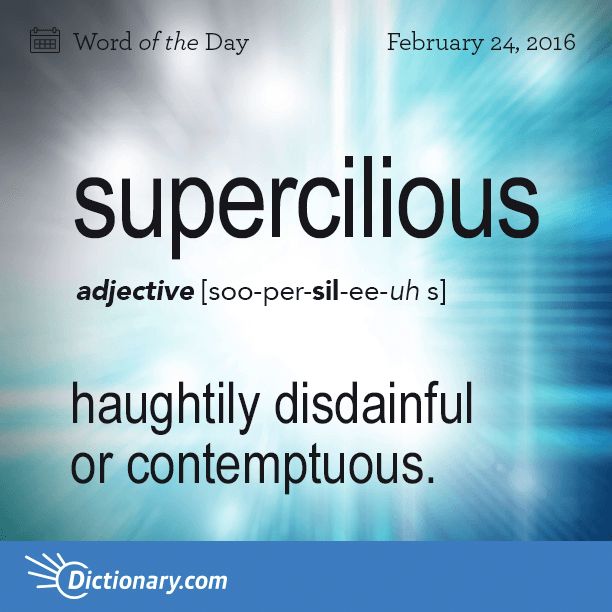 Word of the Day
February 24, 2016
supercilious
adjective [soo-per-sil-ee-uh s]
haughtily disdainful
or contemptuous.
Dictionary.com